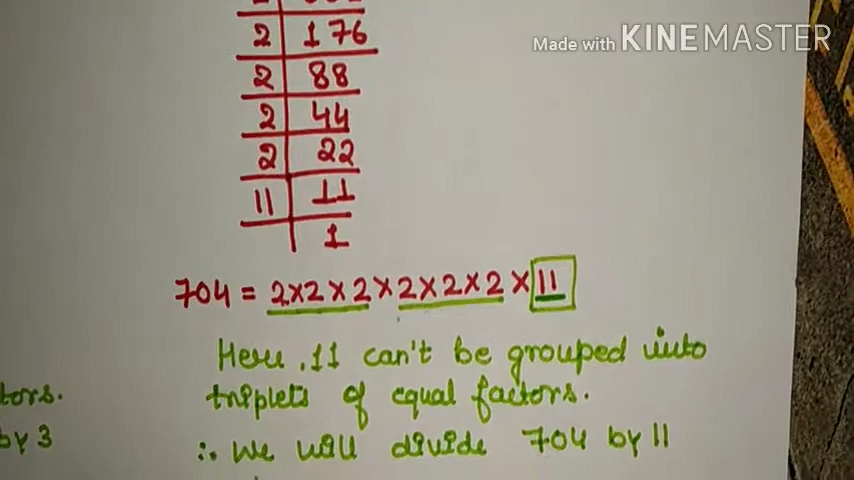 Made with KINEMASTER
2 176
2 88
2 44
2 22
11 11
1
704 = 2×2×2×2×2×2×11
Here, 11 can't be grouped into
tors. triplets of equal factors.
by 3 ∴ We will divide 704 by 11